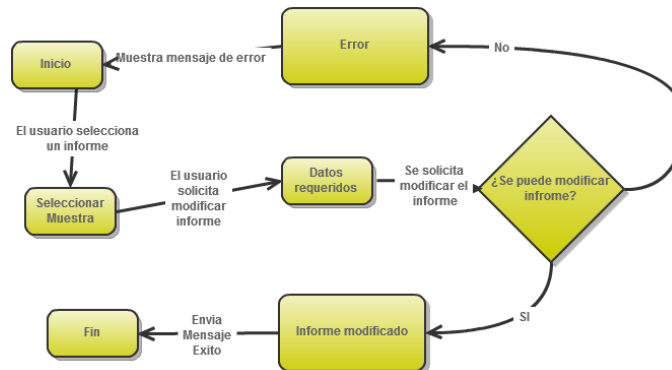 Error
No
Muestra mensaje de error
Inicio
El usuario selecciona
un informe
El usuario
solicita
modificar
informe
Datos
requeridos
Se solicita
modificar el
informe
¿Se puede modificar
infrome?
Seleccionar
Muestra
SI
Informe modificado
Envia
Mensaje
Exito
Fin